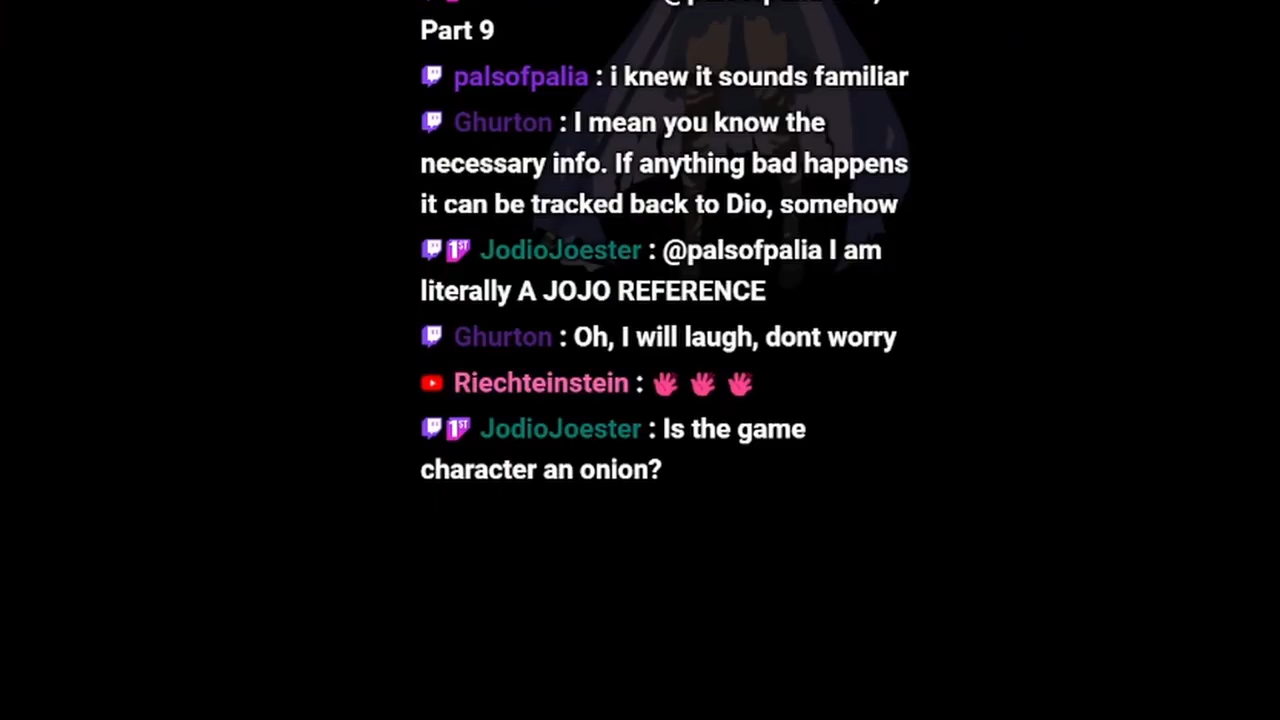 Part 9
palsofpalia : i knew it sounds familiar
Ghurton : I mean you know the
necessary info. If anything bad happens
it can be tracked back to Dio, somehow
1ST JodioJoester : @palsofpalia I am
literally A JOJO REFERENCE
Ghurton : Oh, I will laugh, dont worry
Riechteinstein :
1ST JodioJoester : Is the game
character an onion?